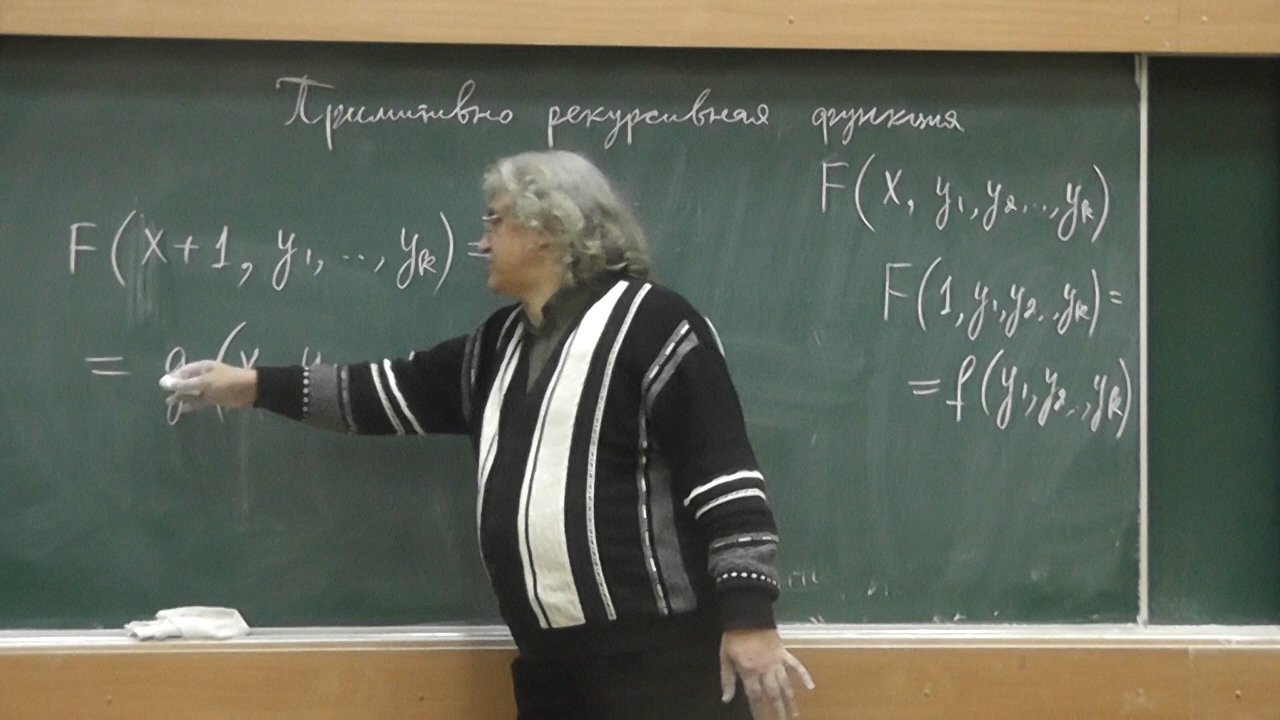 Примитивно рекурсивная функция
F(x, y₁, y₂..., yₖ)
F(x+1, y₁, ..., yₖ) =
F(1, y₁, y₂.., yₖ) =
= g(x
= f(y₁, y₂.., yₖ)